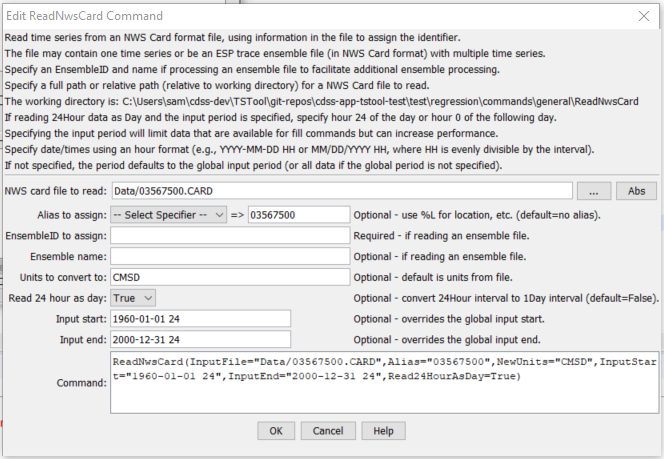 Edit ReadNwsCard Command
Read time series from an NWS Card format file, using information in the file to assign the identifier.
The file may contain one time series or be an ESP trace ensemble file (in NWS Card format) with multiple time series.
Specify an EnsembleID and name if processing an ensemble file to facilitate additional ensemble processing.
Specify a full path or relative path (relative to working directory) for a NWS Card file to read.
The working directory is: C:\Users\sam\cdss-dev\TSTool\git-repos\cdss-app-tstool-test\test\regression\commands\general\ReadNwsCard
If reading 24Hour data as Day and the input period is specified, specify hour 24 of the day or hour 0 of the following day.
Specifying the input period will limit data that are available for fill commands but can increase performance.
Specify date/times using an hour format (e.g., YYYY-MM-DD HH or MM/DD/YYYY HH, where HH is evenly divisible by the interval).
If not specified, the period defaults to the global input period (or all data if the global period is not specified).
NWS card file to read: Data/03567500.CARD ... Abs
Alias to assign: -- Select Specifier -- => 03567500 Optional - use %L for location, etc. (default=no alias).
EnsembleID to assign: Required - if reading an ensemble file.
Ensemble name: Optional - if reading an ensemble file.
Units to convert to: CMSD Optional - default is units from file.
Read 24 hour as day: True Optional - convert 24Hour interval to 1Day interval (default=False).
Input start: 1960-01-01 24 Optional - overrides the global input start.
Input end: 2000-12-31 24 Optional - overrides the global input end.
Command: ReadNwsCard(InputFile="Data/03567500.CARD",Alias="03567500",NewUnits="CMSD",InputStar
t="1960-01-01 24",InputEnd="2000-12-31 24",Read24HourAsDay=True)
OK Cancel Help